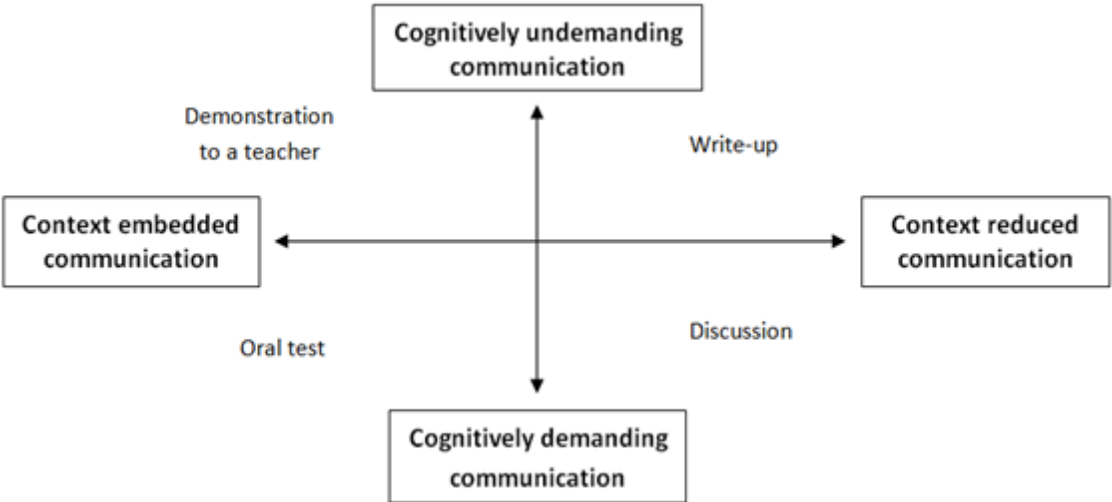 Cognitively undemanding
communication
Demonstration
to a teacher
Write-up
Context embedded
communication
Context reduced
communication
Oral test
Discussion
Cognitively demanding
communication